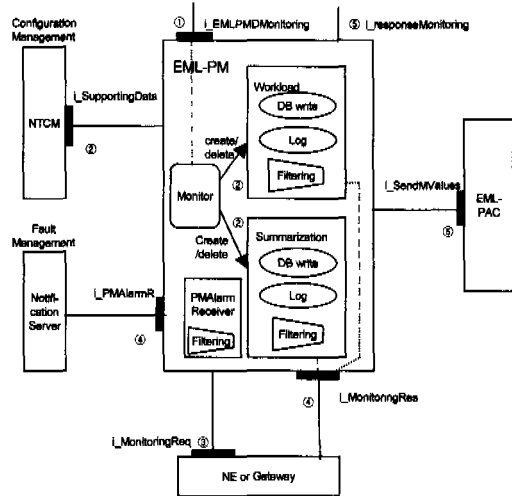 ① i_EMLPMDMonitoring
⑤ i_responseMonitoring
Configuration
Management
EML-PM
i_SupportingData
NTCM
②
Workload
DB write
Log
Filtering
create/
delete
②
Monitor
②
Create
/delete
i_SendMValues
EML-
PAC
⑤
Fault
Management
Summarization
DB write
Log
Filtering
i_PMAlarmR
Notifi-
cation
Server
④
PMAlarm
Receiver
Filtering
④
i_MonitoringRes
i_MonitoringReq
③
NE or Gateway